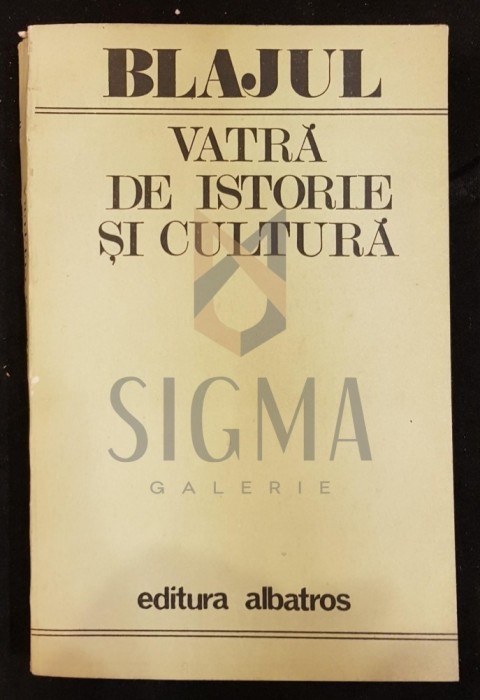 BLAJUL
VATRĂ
DE ISTORIE
ȘI CULTURĂ
SIGMA
GALERIE
editura albatros